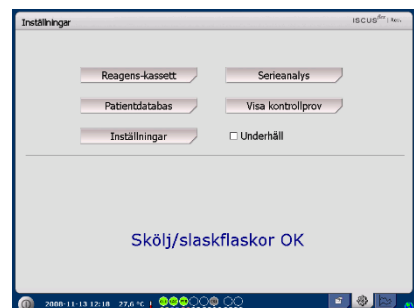 Inställningar
ISCUS
Reagens-kassett
Serieanalys
Patientdatabas
Visa kontrollprov
Inställningar
Underhåll
Skölj/slaskflaskor OK
2008-11-13 12:18 27,6 °C